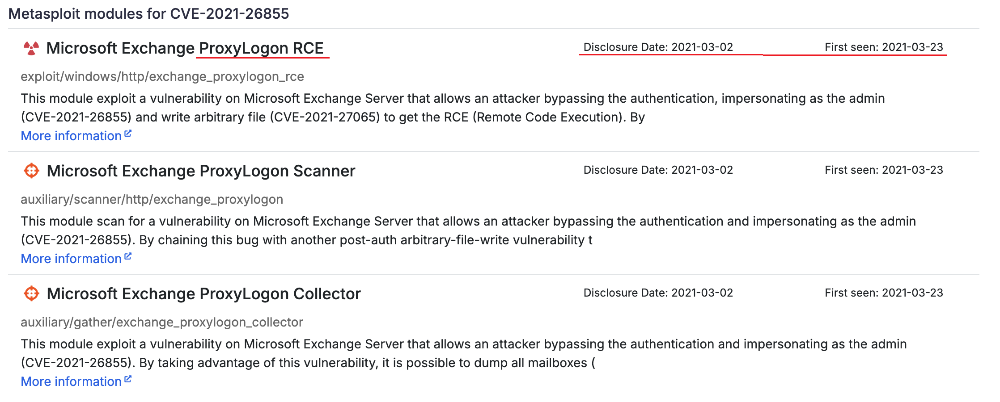 Metasploit modules for CVE-2021-26855
Microsoft Exchange ProxyLogon RCE Disclosure Date: 2021-03-02 First seen: 2021-03-23
exploit/windows/http/exchange_proxylogon_rce
This module exploit a vulnerability on Microsoft Exchange Server that allows an attacker bypassing the authentication, impersonating as the admin
(CVE-2021-26855) and write arbitrary file (CVE-2021-27065) to get the RCE (Remote Code Execution). By
More information
Microsoft Exchange ProxyLogon Scanner Disclosure Date: 2021-03-02 First seen: 2021-03-23
auxiliary/scanner/http/exchange_proxylogon
This module scan for a vulnerability on Microsoft Exchange Server that allows an attacker bypassing the authentication and impersonating as the admin
(CVE-2021-26855). By chaining this bug with another post-auth arbitrary-file-write vulnerability t
More information
Microsoft Exchange ProxyLogon Collector Disclosure Date: 2021-03-02 First seen: 2021-03-23
auxiliary/gather/exchange_proxylogon_collector
This module exploit a vulnerability on Microsoft Exchange Server that allows an attacker bypassing the authentication and impersonating as the admin
(CVE-2021-26855). By taking advantage of this vulnerability, it is possible to dump all mailboxes (
More information